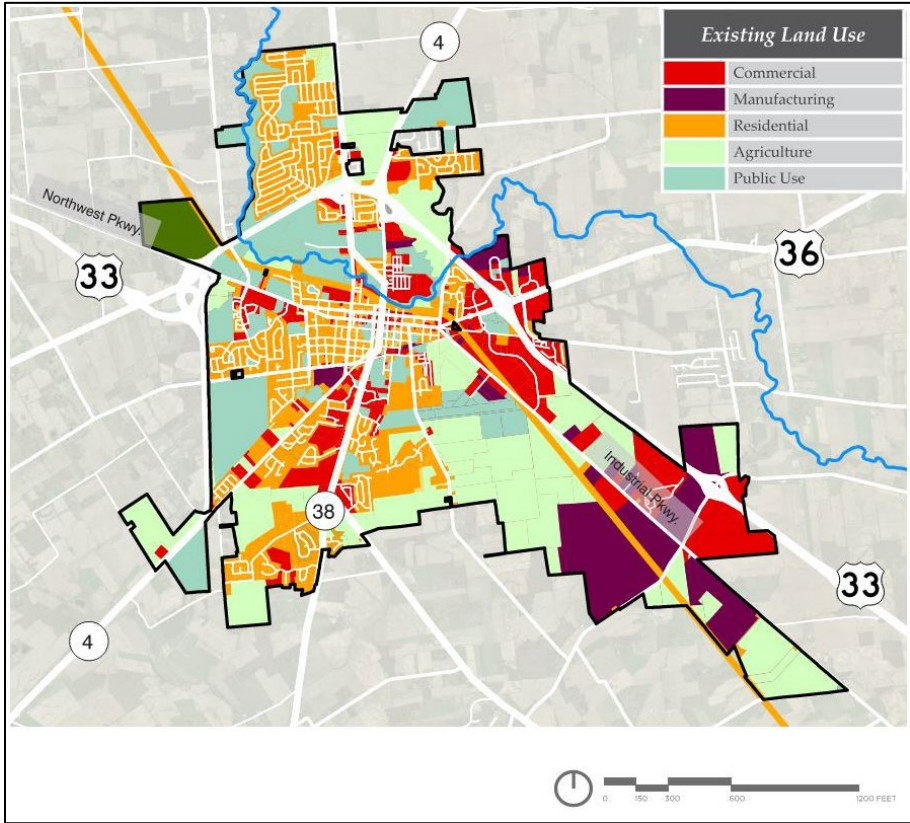 Existing Land Use
Commercial
Manufacturing
Residential
Agriculture
Public Use
4
Northwest Pkwy.
33
36
Industrial Pkwy.
38
33
4
0 150 300 600 1200 FEET